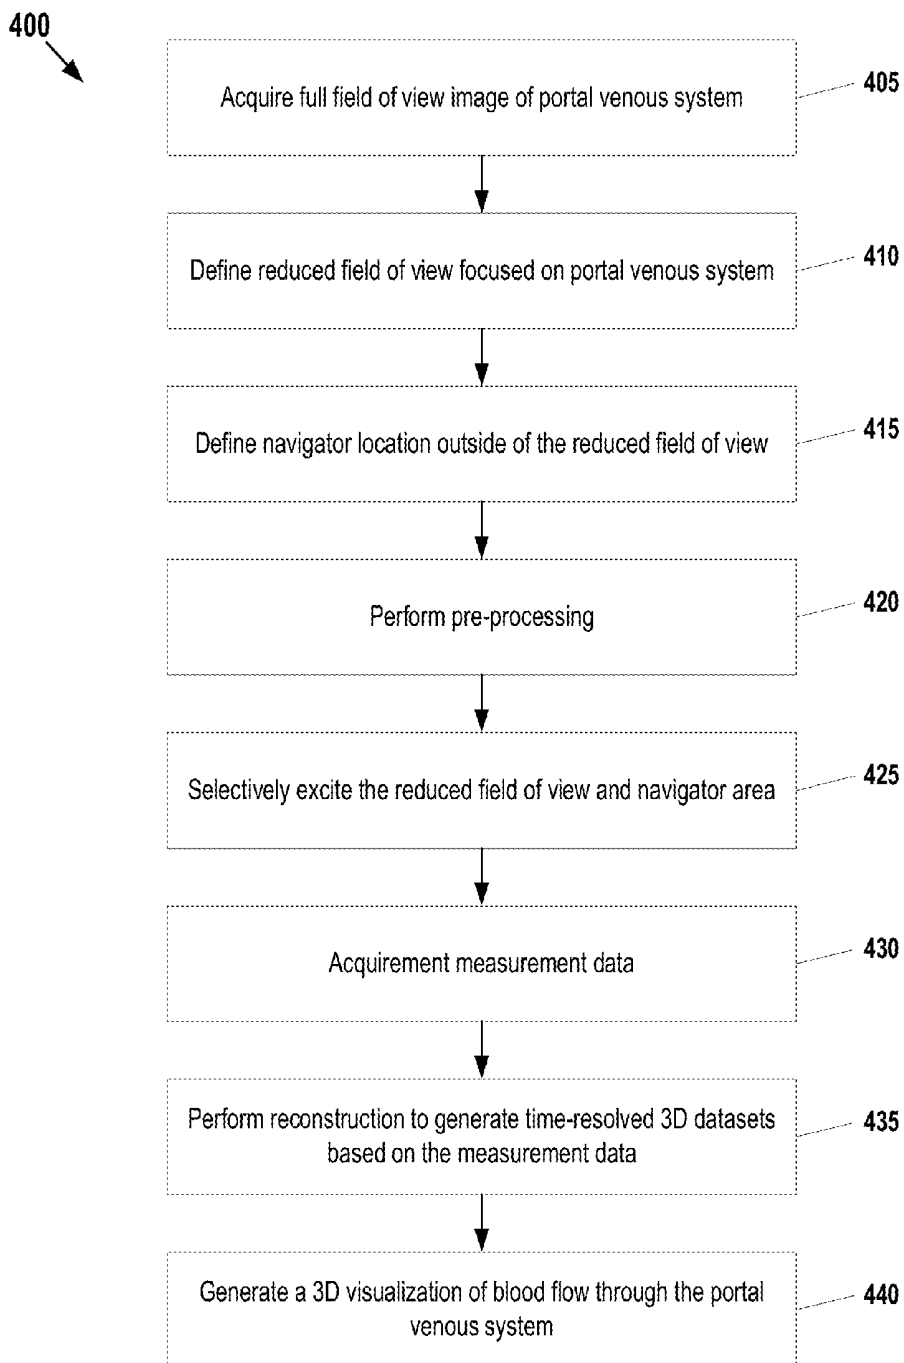 400
Acquire full field of view image of portal venous system
405
Define reduced field of view focused on portal venous system
410
Define navigator location outside of the reduced field of view
415
Perform pre-processing
420
Selectively excite the reduced field of view and navigator area
425
Acquirement measurement data
430
Perform reconstruction to generate time-resolved 3D datasets
based on the measurement data
435
Generate a 3D visualization of blood flow through the portal
venous system
440